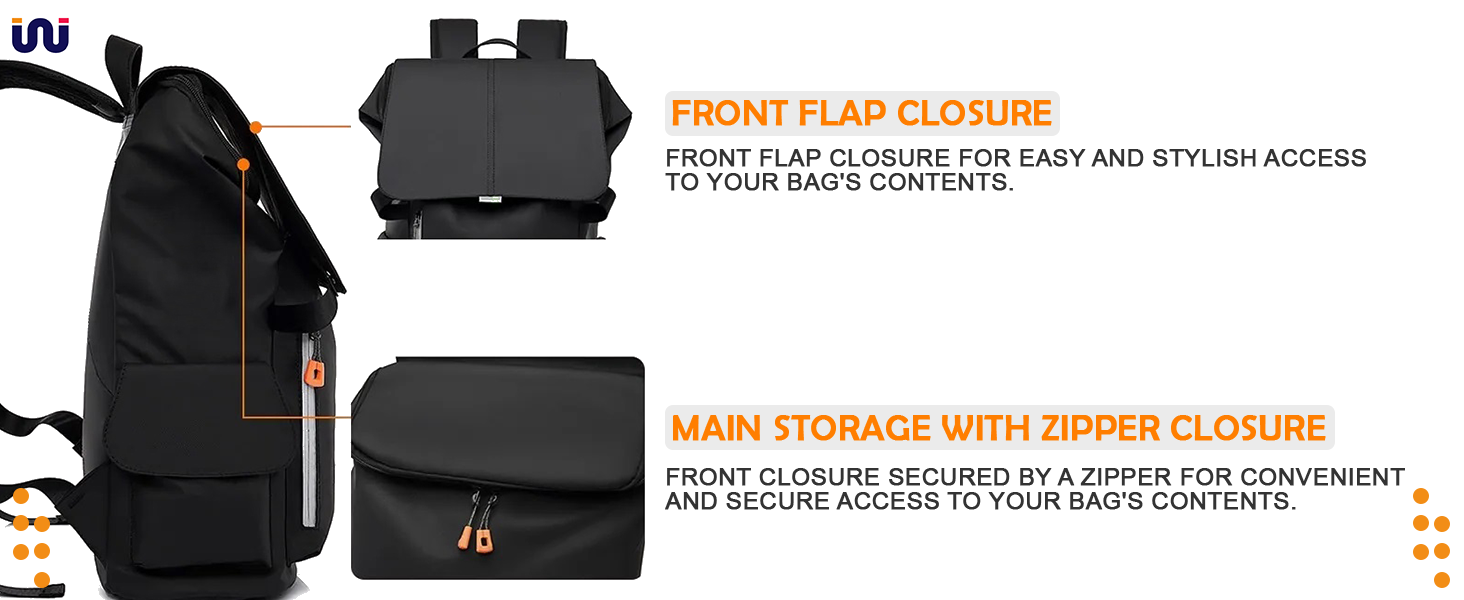 FRONT FLAP CLOSURE
FRONT FLAP CLOSURE FOR EASY AND STYLISH ACCESS
TO YOUR BAG'S CONTENTS.
MAIN STORAGE WITH ZIPPER CLOSURE
FRONT CLOSURE SECURED BY A ZIPPER FOR CONVENIENT
AND SECURE ACCESS TO YOUR BAG'S CONTENTS.